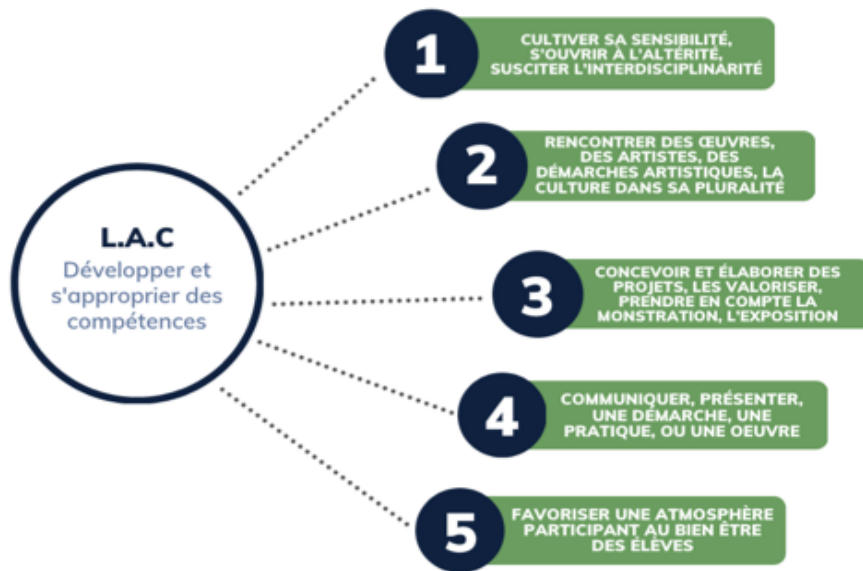 L.A.C
Développer et
s'approprier des
compétences
1
CULTIVER SA SENSIBILITÉ,
S'OUVRIR À L'ALTÉRITÉ,
SUSCITER L'INTERDISCIPLINARITÉ
2
RENCONTRER DES ŒUVRES,
DES ARTISTES, DES
DÉMARCHES ARTISTIQUES, LA
CULTURE DANS SA PLURALITÉ
3
CONCEVOIR ET ÉLABORER DES
PROJETS, LES VALORISER,
PRENDRE EN COMPTE LA
MONSTRATION, L'EXPOSITION
4
COMMUNIQUER, PRÉSENTER,
UNE DÉMARCHE, UNE
PRATIQUE, OU UNE OEUVRE
5
FAVORISER UNE ATMOSPHÈRE
PARTICIPANT AU BIEN ÊTRE
DES ÉLÈVES